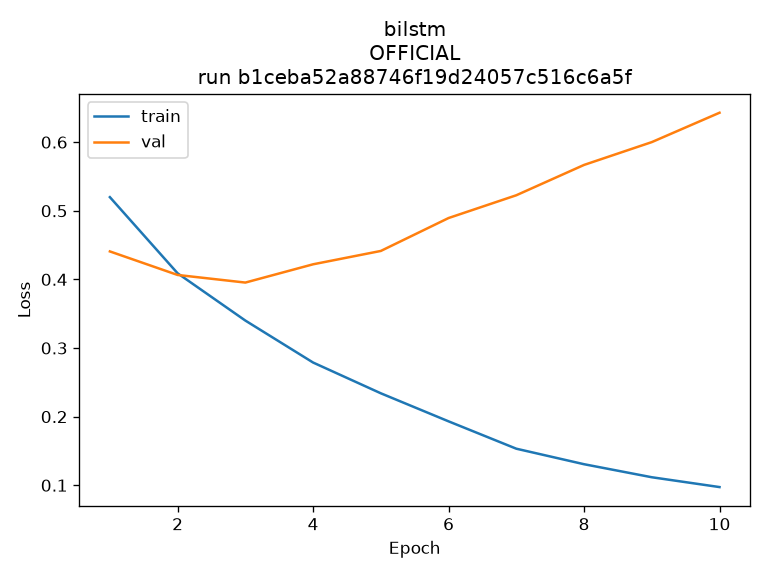 bilstm
OFFICIAL
run b1ceba52a88746f19d24057c516c6a5f
train
val
0.6
0.5
0.4
0.3
0.2
0.1
Loss
2 4 6 8 10
Epoch